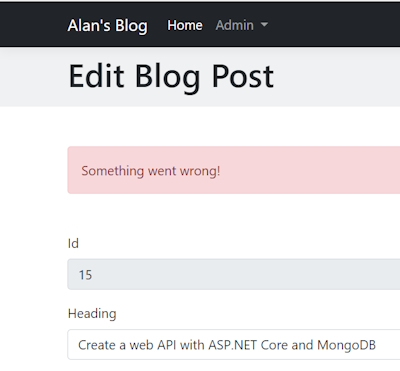 Alan's Blog Home Admin
Edit Blog Post
Something went wrong!
Id
15
Heading
Create a web API with ASP.NET Core and MongoDB